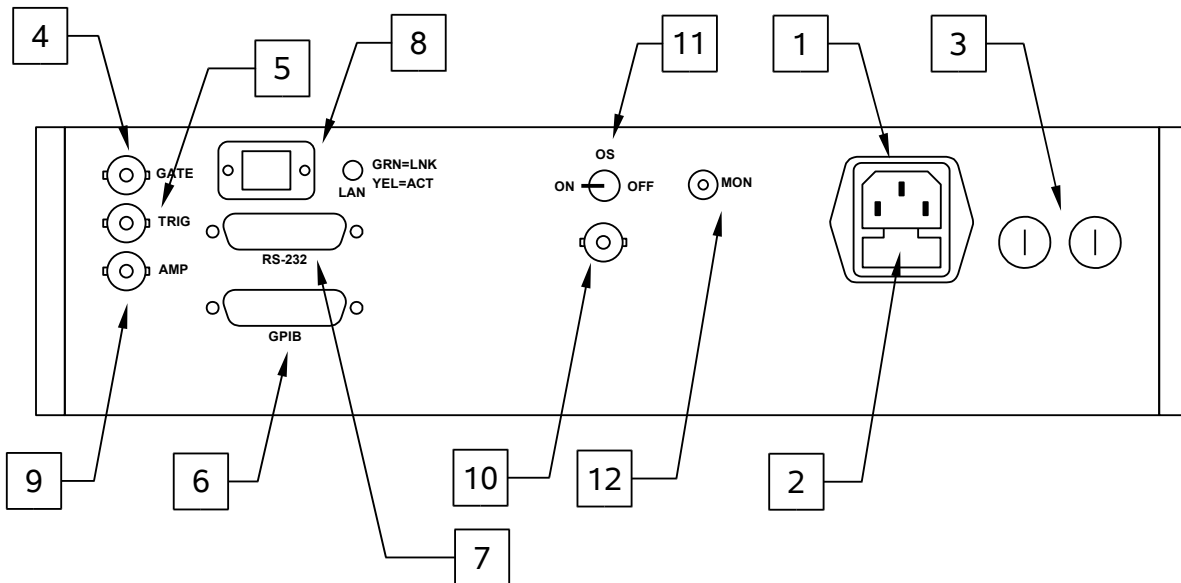 4
5
8
11
1
3
OS
GATE
GRN=LNK
YEL=ACT
LAN
ON
OFF
MON
TRIG
RS-232
AMP
GPIB
9
6
7
10
12
2